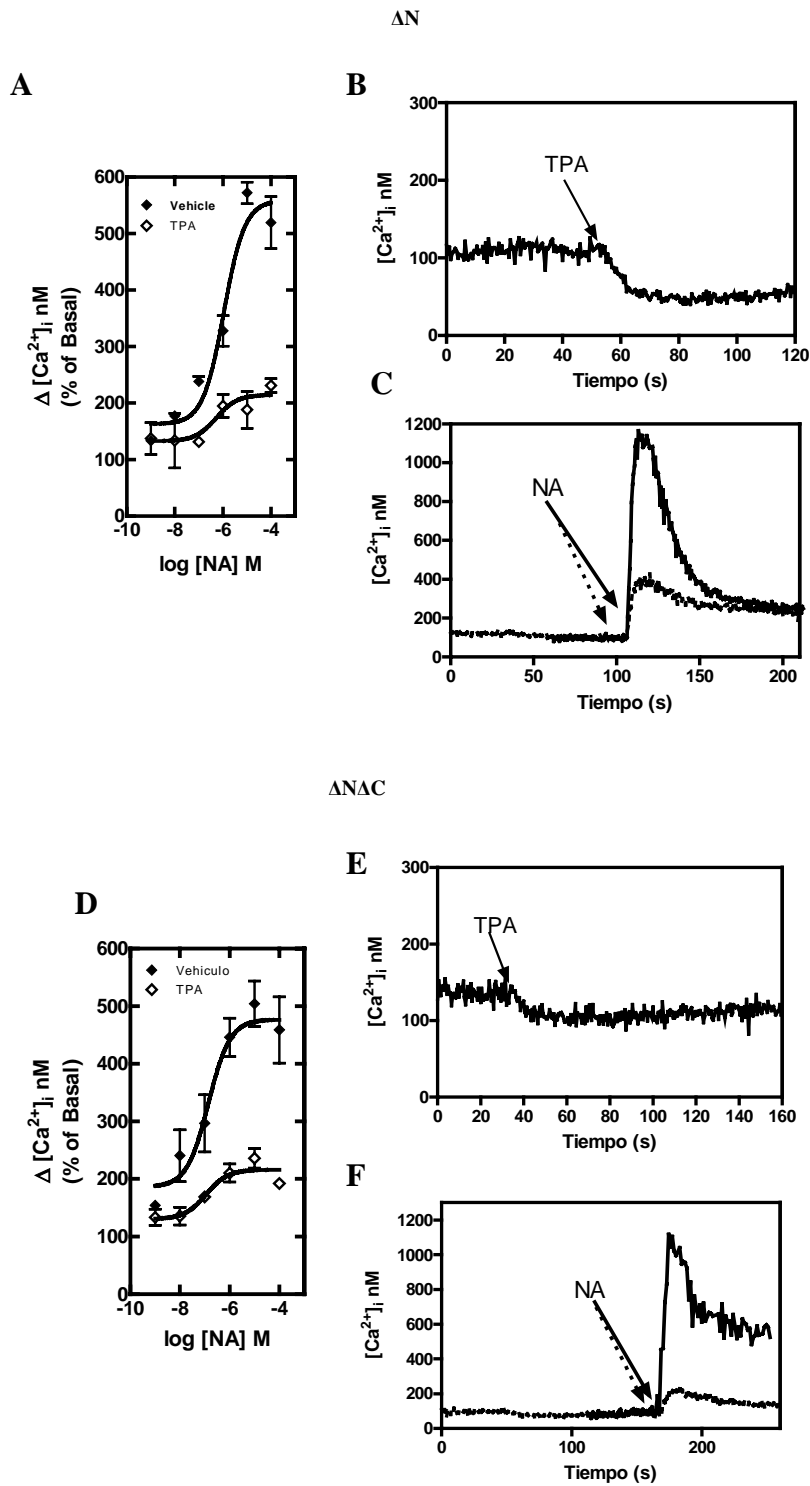 ΔN
A
600
500
400
300
200
100
0
-10
-8
-6
-4
Δ [Ca²⁺]ᵢ nM
(% of Basal)
Vehicle
TPA
log [NA] M
B
300
200
100
0
[Ca²⁺]ᵢ nM
TPA
0
20
40
60
80
100
120
Tiempo (s)
C
1200
1000
800
600
400
200
0
[Ca²⁺]ᵢ nM
NA
0
50
100
150
200
Tiempo (s)
ΔNΔC
D
600
500
400
300
200
100
0
-10
-8
-6
-4
Δ [Ca²⁺]ᵢ nM
(% of Basal)
Vehiculo
TPA
log [NA] M
E
300
200
100
0
[Ca²⁺]ᵢ nM
TPA
0
20
40
60
80
100
120
140
160
Tiempo (s)
F
1200
1000
800
600
400
200
0
[Ca²⁺]ᵢ nM
NA
0
100
200
Tiempo (s)